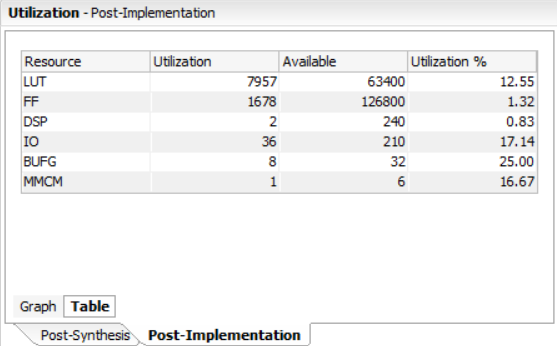 Utilization - Post-Implementation
Resource Utilization Available Utilization %
LUT 7957 63400 12.55
FF 1678 126800 1.32
DSP 2 240 0.83
IO 36 210 17.14
BUFG 8 32 25.00
MMCM 1 6 16.67
Graph Table
Post-Synthesis Post-Implementation